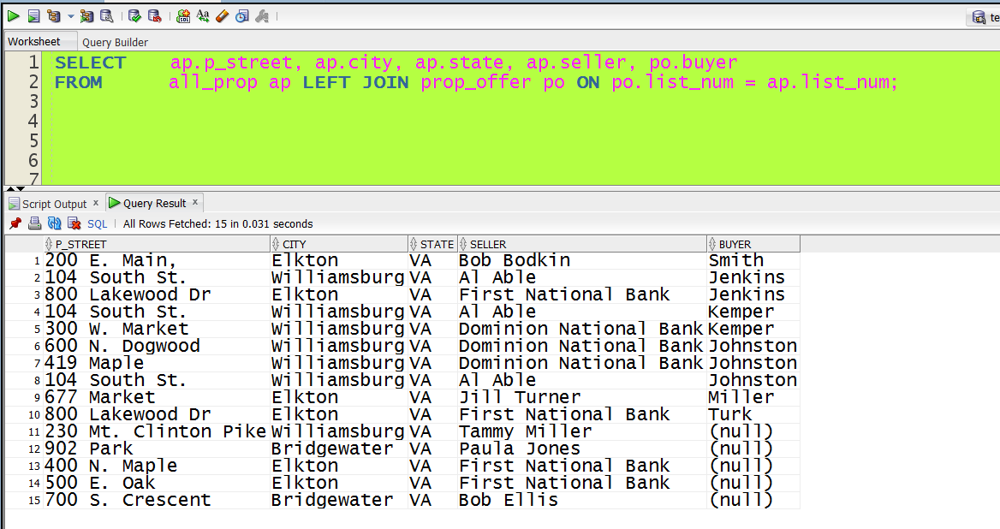 te
Worksheet Query Builder
1 SELECT ap.p_street, ap.city, ap.state, ap.seller, po.buyer
2 FROM all_prop ap LEFT JOIN prop_offer po ON po.list_num = ap.list_num;
3
4
5
6
7
Script Output x Query Result x
SQL | All Rows Fetched: 15 in 0.031 seconds
P_STREET CITY STATE SELLER BUYER
1 200 E. Main, Elkton VA Bob Bodkin Smith
2 104 South St. Williamsburg VA Al Able Jenkins
3 800 Lakewood Dr Elkton VA First National Bank Jenkins
4 104 South St. Williamsburg VA Al Able Kemper
5 300 W. Market Williamsburg VA Dominion National Bank Kemper
6 600 N. Dogwood Williamsburg VA Dominion National Bank Johnston
7 419 Maple Williamsburg VA Dominion National Bank Johnston
8 104 South St. Williamsburg VA Al Able Johnston
9 677 Market Elkton VA Jill Turner Miller
10 800 Lakewood Dr Elkton VA First National Bank Turk
11 230 Mt. Clinton Pike Williamsburg VA Tammy Miller (null)
12 902 Park Bridgewater VA Paula Jones (null)
13 400 N. Maple Elkton VA First National Bank (null)
14 500 E. Oak Elkton VA First National Bank (null)
15 700 S. Crescent Bridgewater VA Bob Ellis (null)